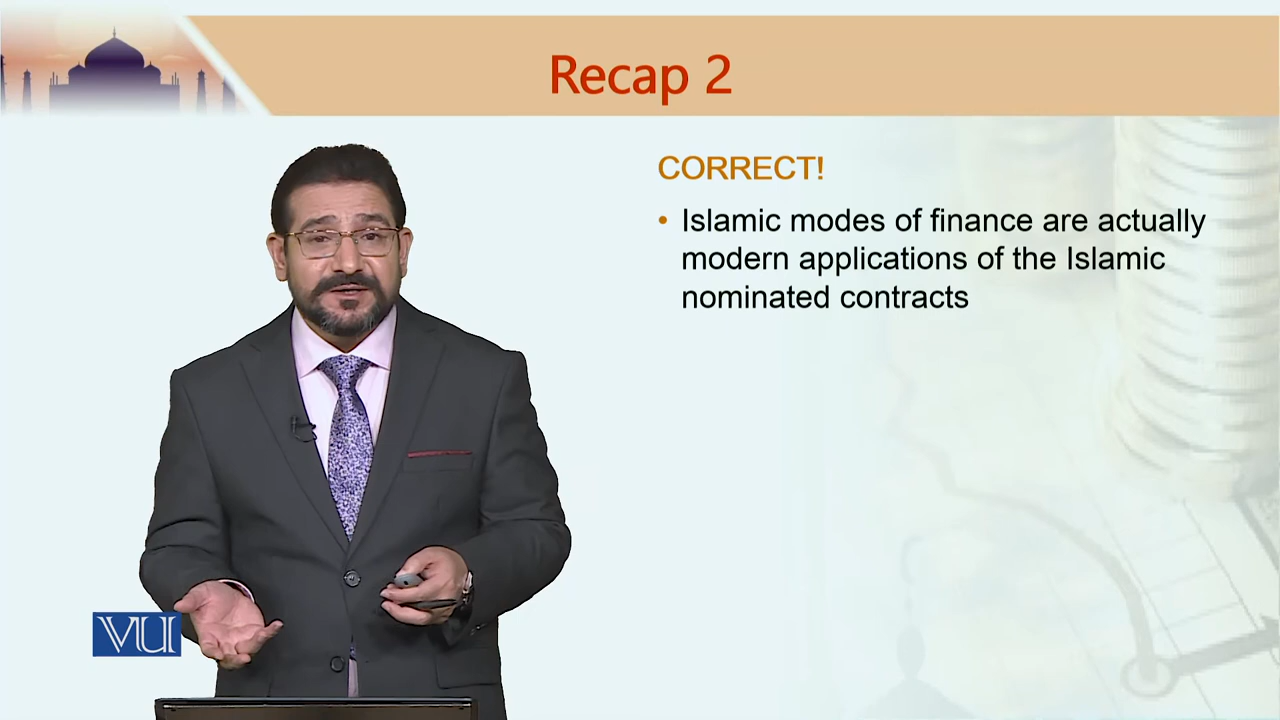 Recap 2
CORRECT!
• Islamic modes of finance are actually
modern applications of the Islamic
nominated contracts
VU